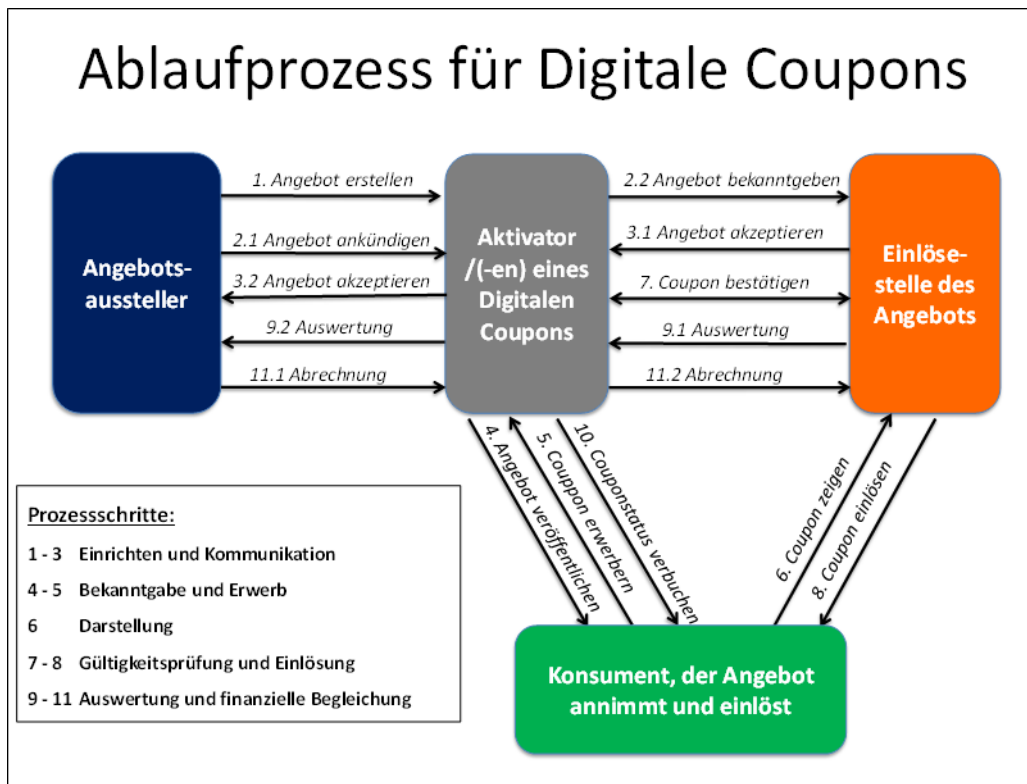 Ablaufprozess für Digitale Coupons
Angebots-
aussteller
1. Angebot erstellen
2.1 Angebot ankündigen
3.2 Angebot akzeptieren
9.2 Auswertung
11.1 Abrechnung
Aktivator
/(-en) eines
Digitalen
Coupons
2.2 Angebot bekanntgeben
3.1 Angebot akzeptieren
7. Coupon bestätigen
9.1 Auswertung
11.2 Abrechnung
Einlöse-
stelle des
Angebots
4. Angebot veröffentlichen
5. Couppon erwerbern
10. Couponstatus verbuchen
6. Coupon zeigen
8. Coupon einlösen
Prozessschritte:
1 - 3 Einrichten und Kommunikation
4 - 5 Bekanntgabe und Erwerb
6 Darstellung
7 - 8 Gültigkeitsprüfung und Einlösung
9 - 11 Auswertung und finanzielle Begleichung
Konsument, der Angebot
annimmt und einlöst